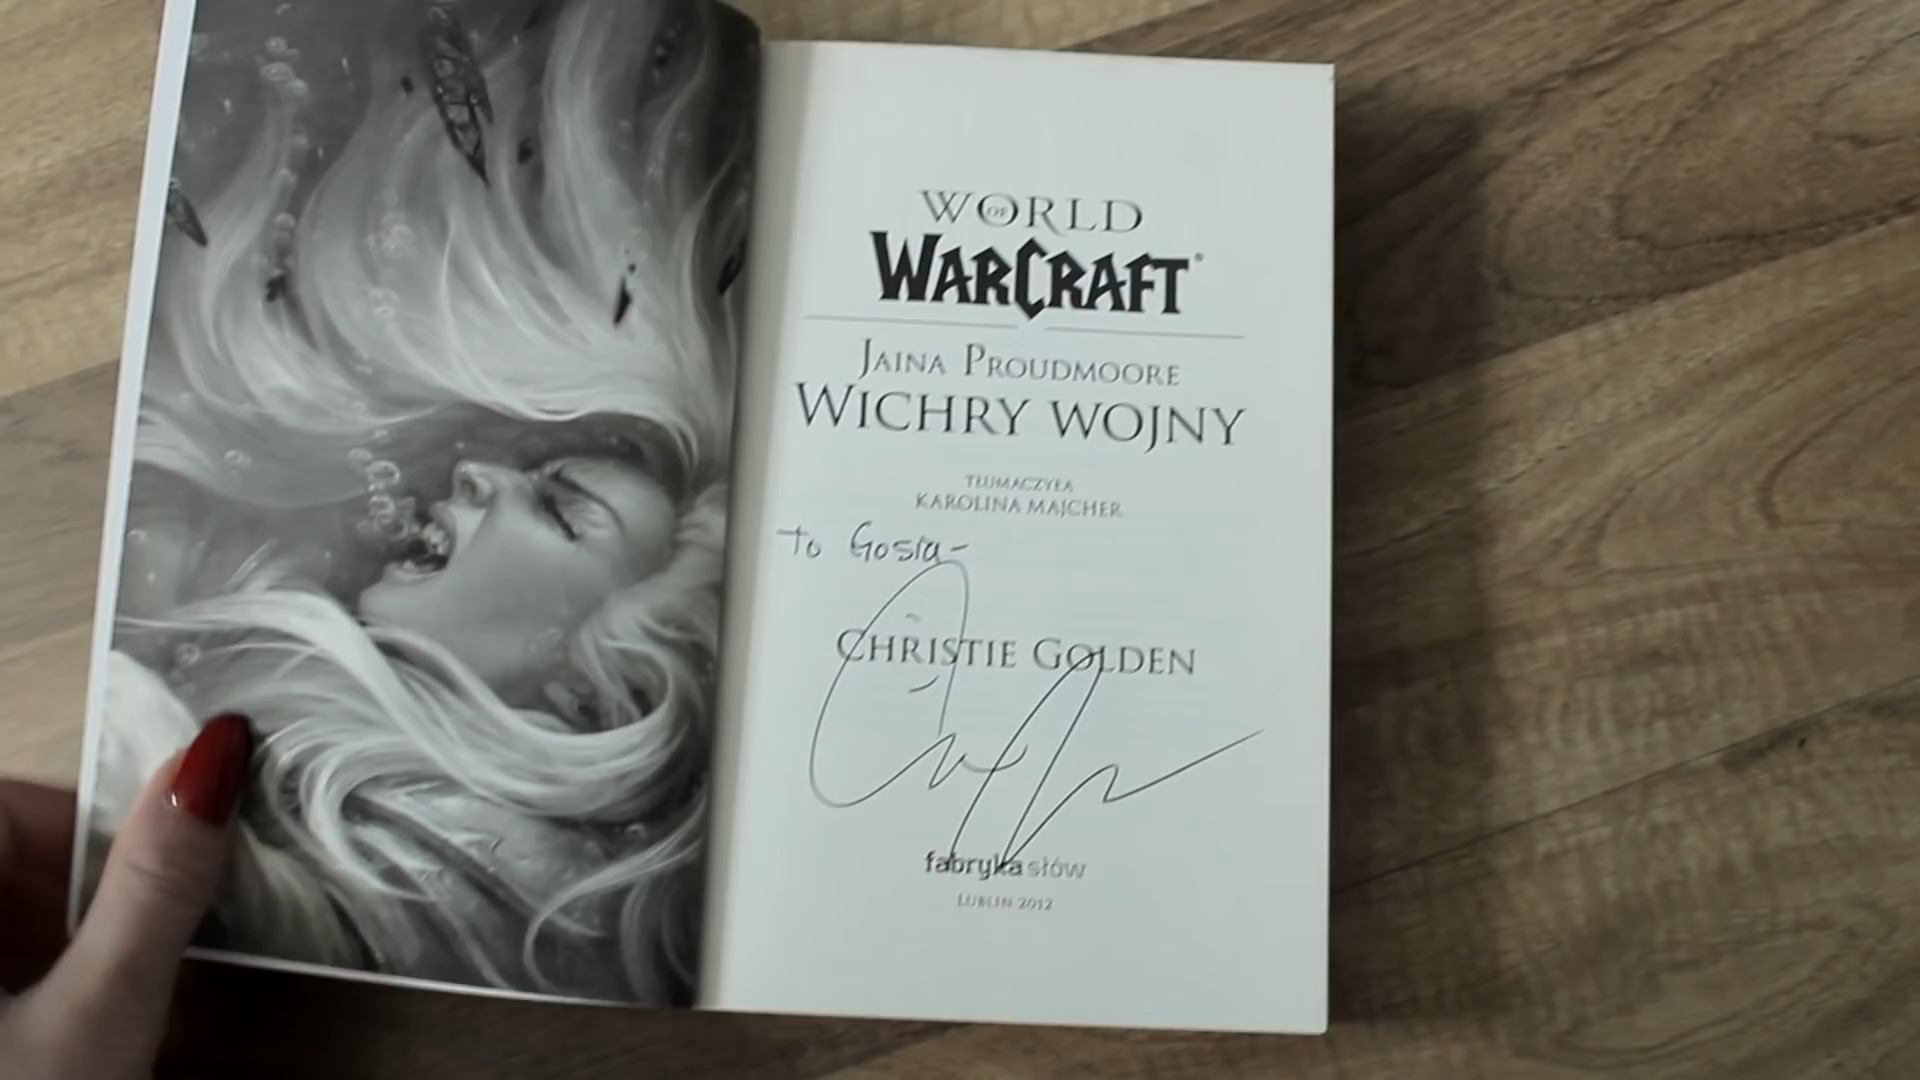 WORLD OF
WARCRAFT®
JAINA PROUDMOORE
WICHRY WOJNY
TŁUMACZYŁA
KAROLINA MAJCHER
To Gosia-
CHRISTIE GOLDEN
fabryka słów
LUBLIN 2012